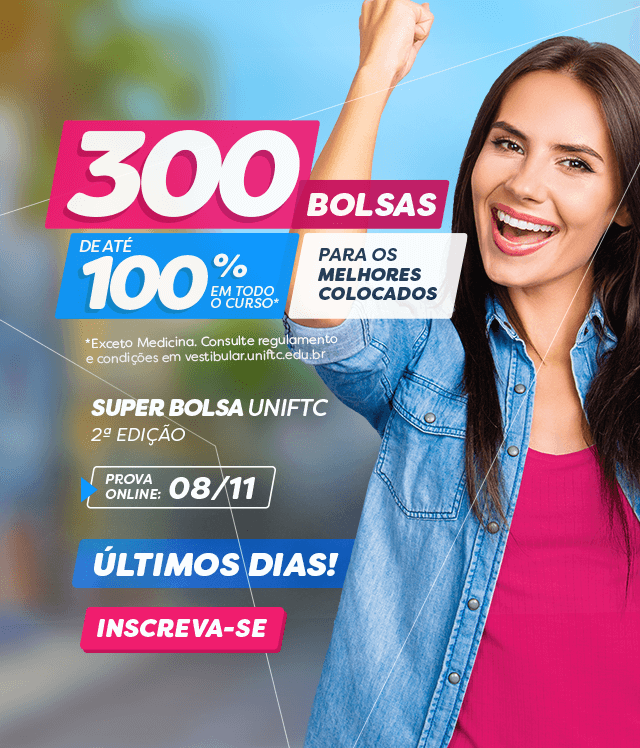 300
BOLSAS
DE ATÉ
100%
EM TODO
O CURSO*
PARA OS
MELHORES
COLOCADOS
*Exceto Medicina. Consulte regulamento
e condições em vestibular.uniftc.edu.br
SUPER BOLSA UNIFTC
2ª EDIÇÃO
PROVA
ONLINE: 08/11
ÚLTIMOS DIAS!
INSCREVA-SE